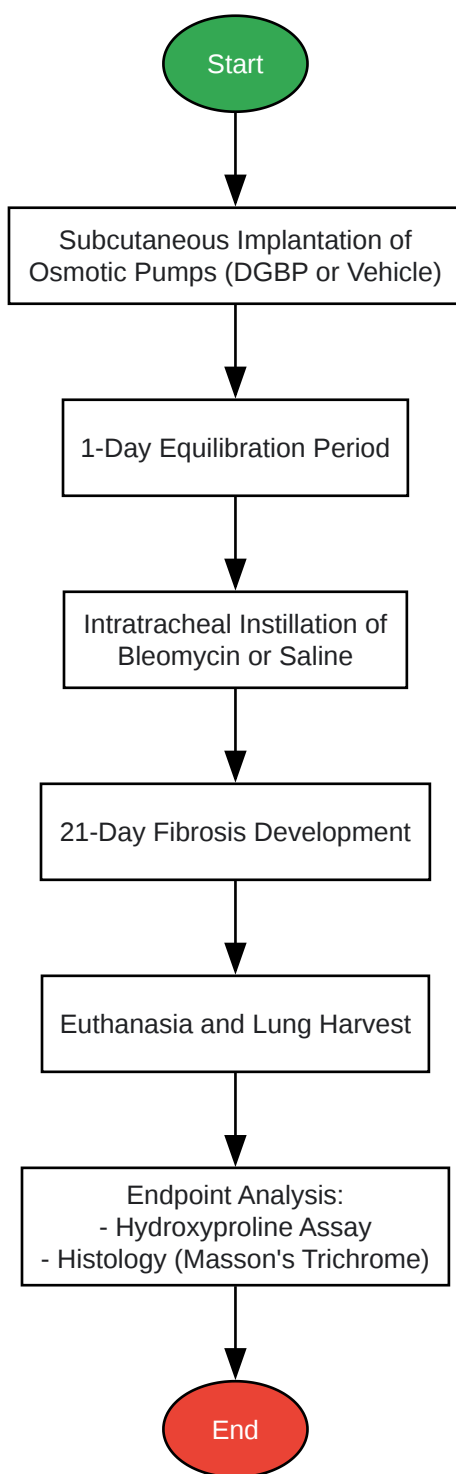 Start
Subcutaneous Implantation of
Osmotic Pumps (DGBP or Vehicle)
1-Day Equilibration Period
Intratracheal Instillation of
Bleomycin or Saline
21-Day Fibrosis Development
Euthanasia and Lung Harvest
Endpoint Analysis:
- Hydroxyproline Assay
- Histology (Masson's Trichrome)
End